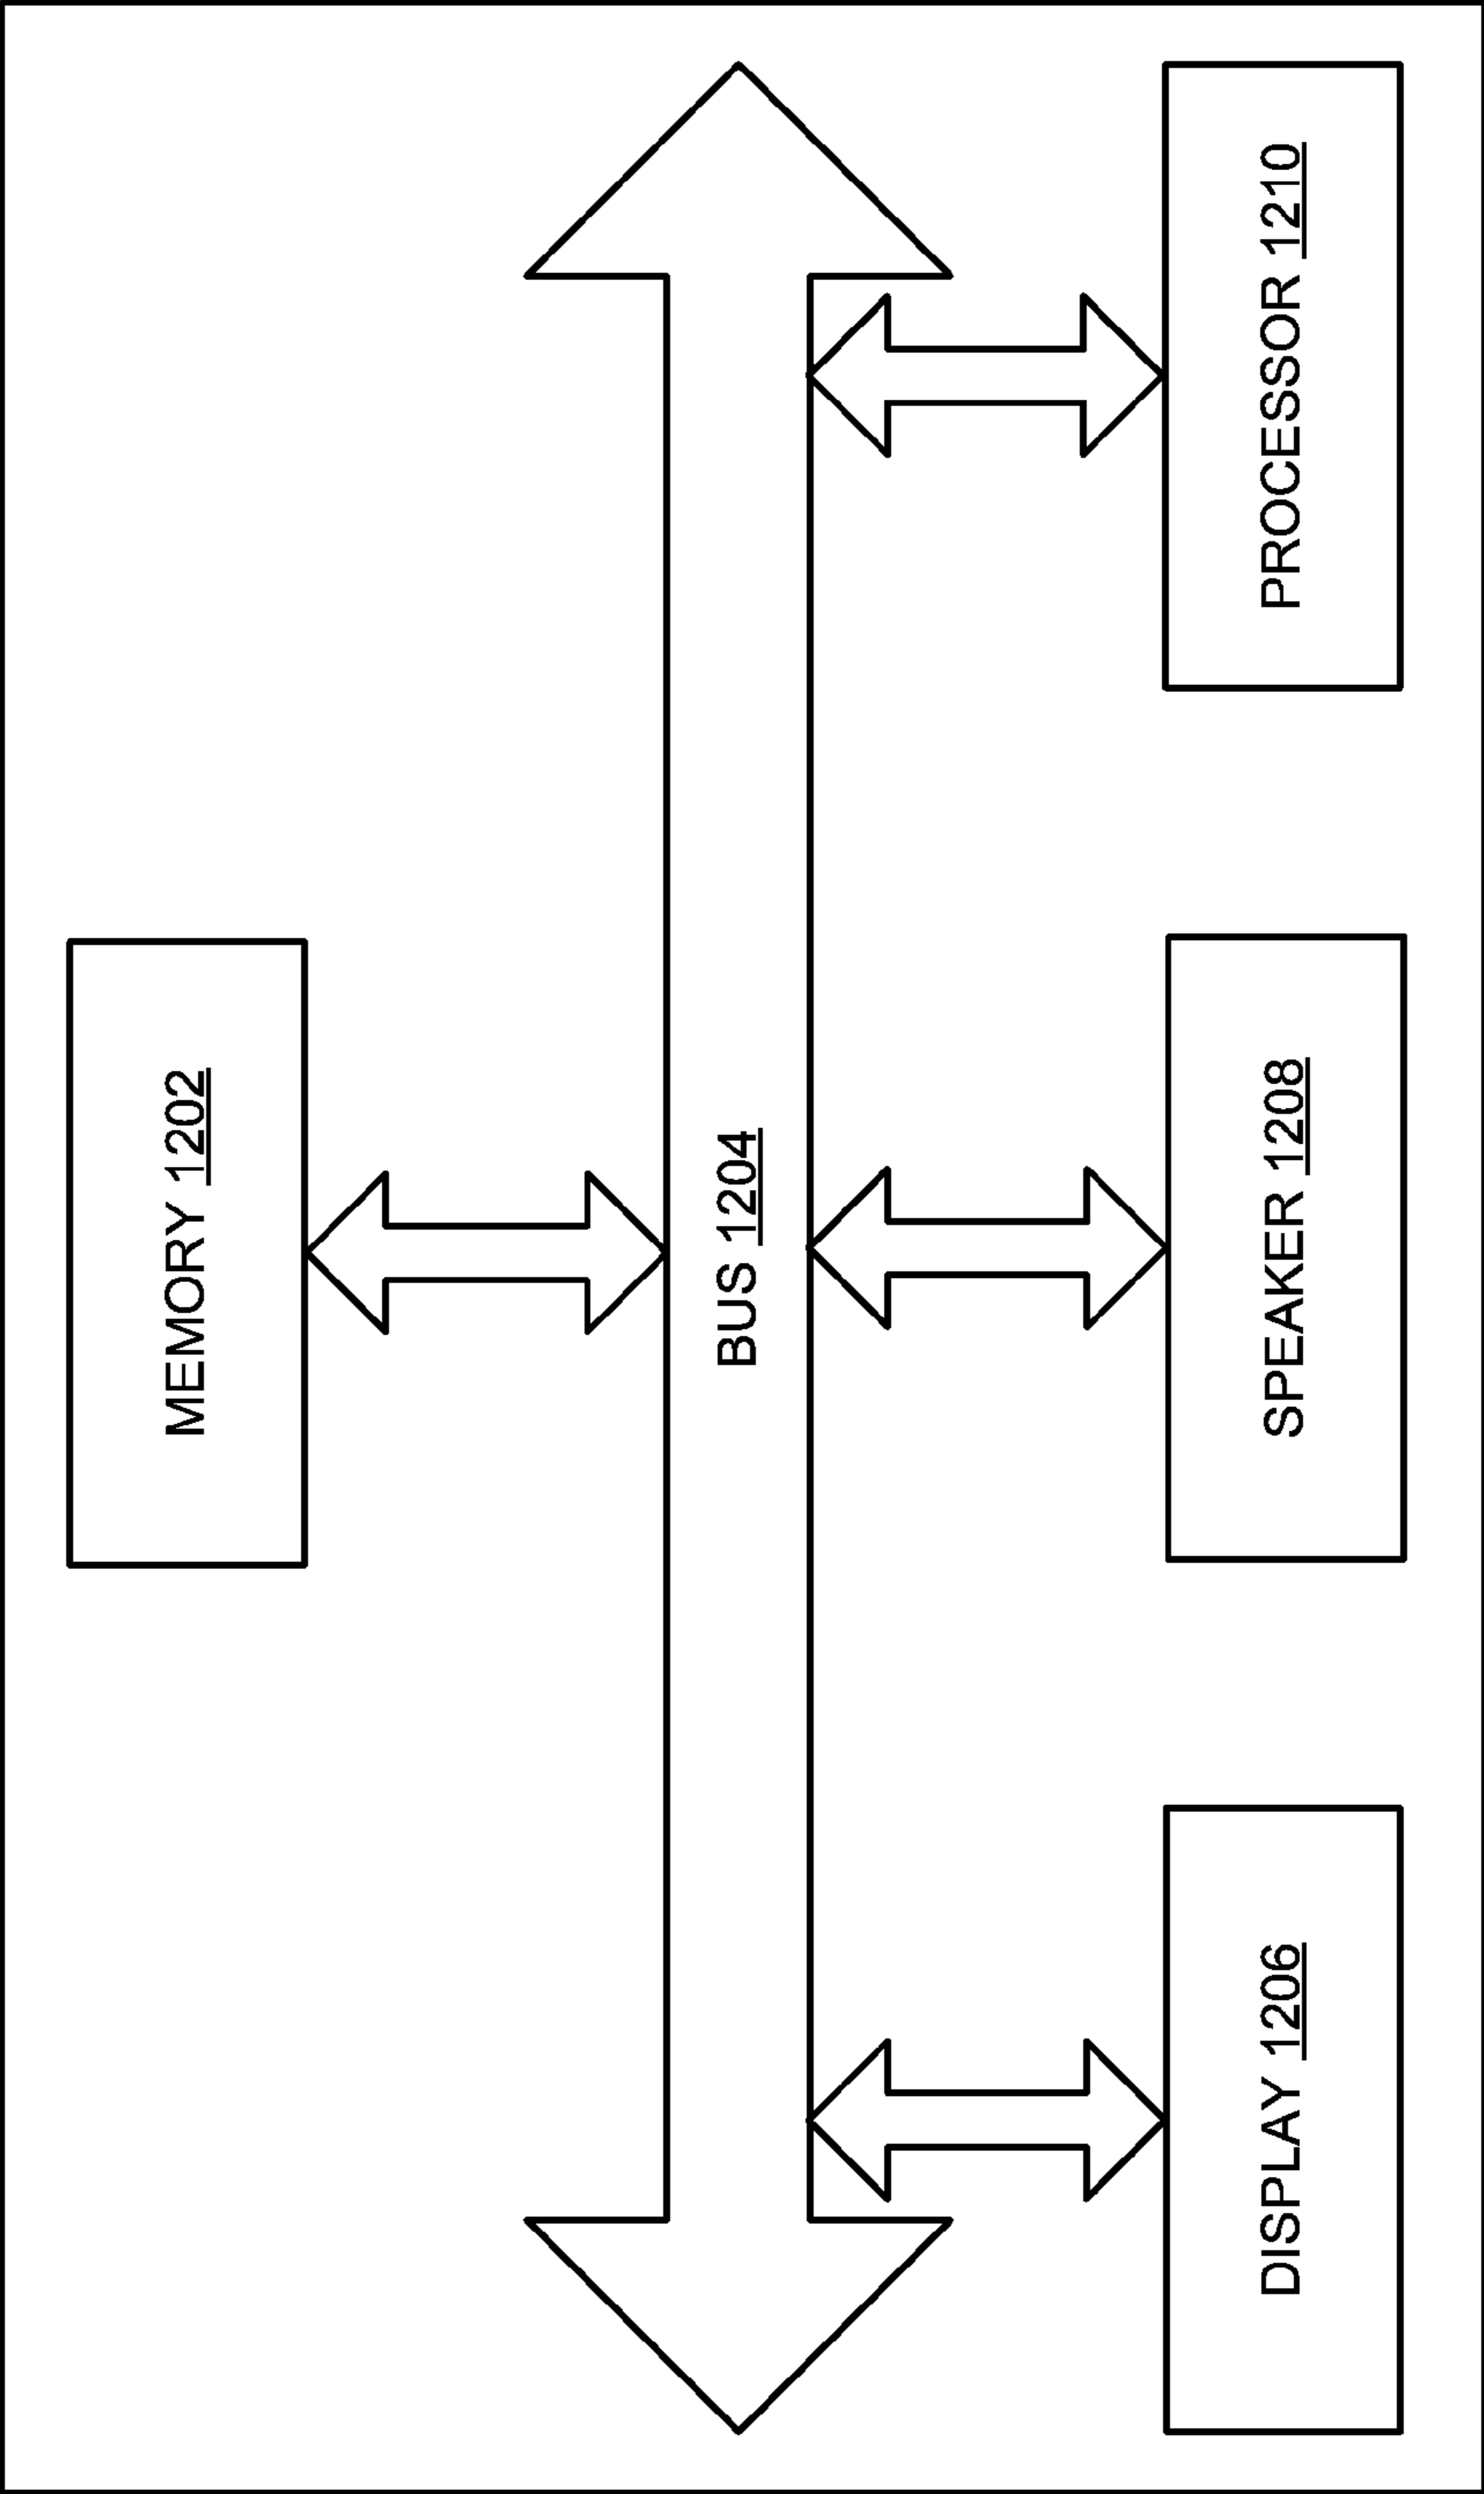 MEMORY 1202
BUS 1204
DISPLAY 1206
SPEAKER 1208
PROCESSOR 1210